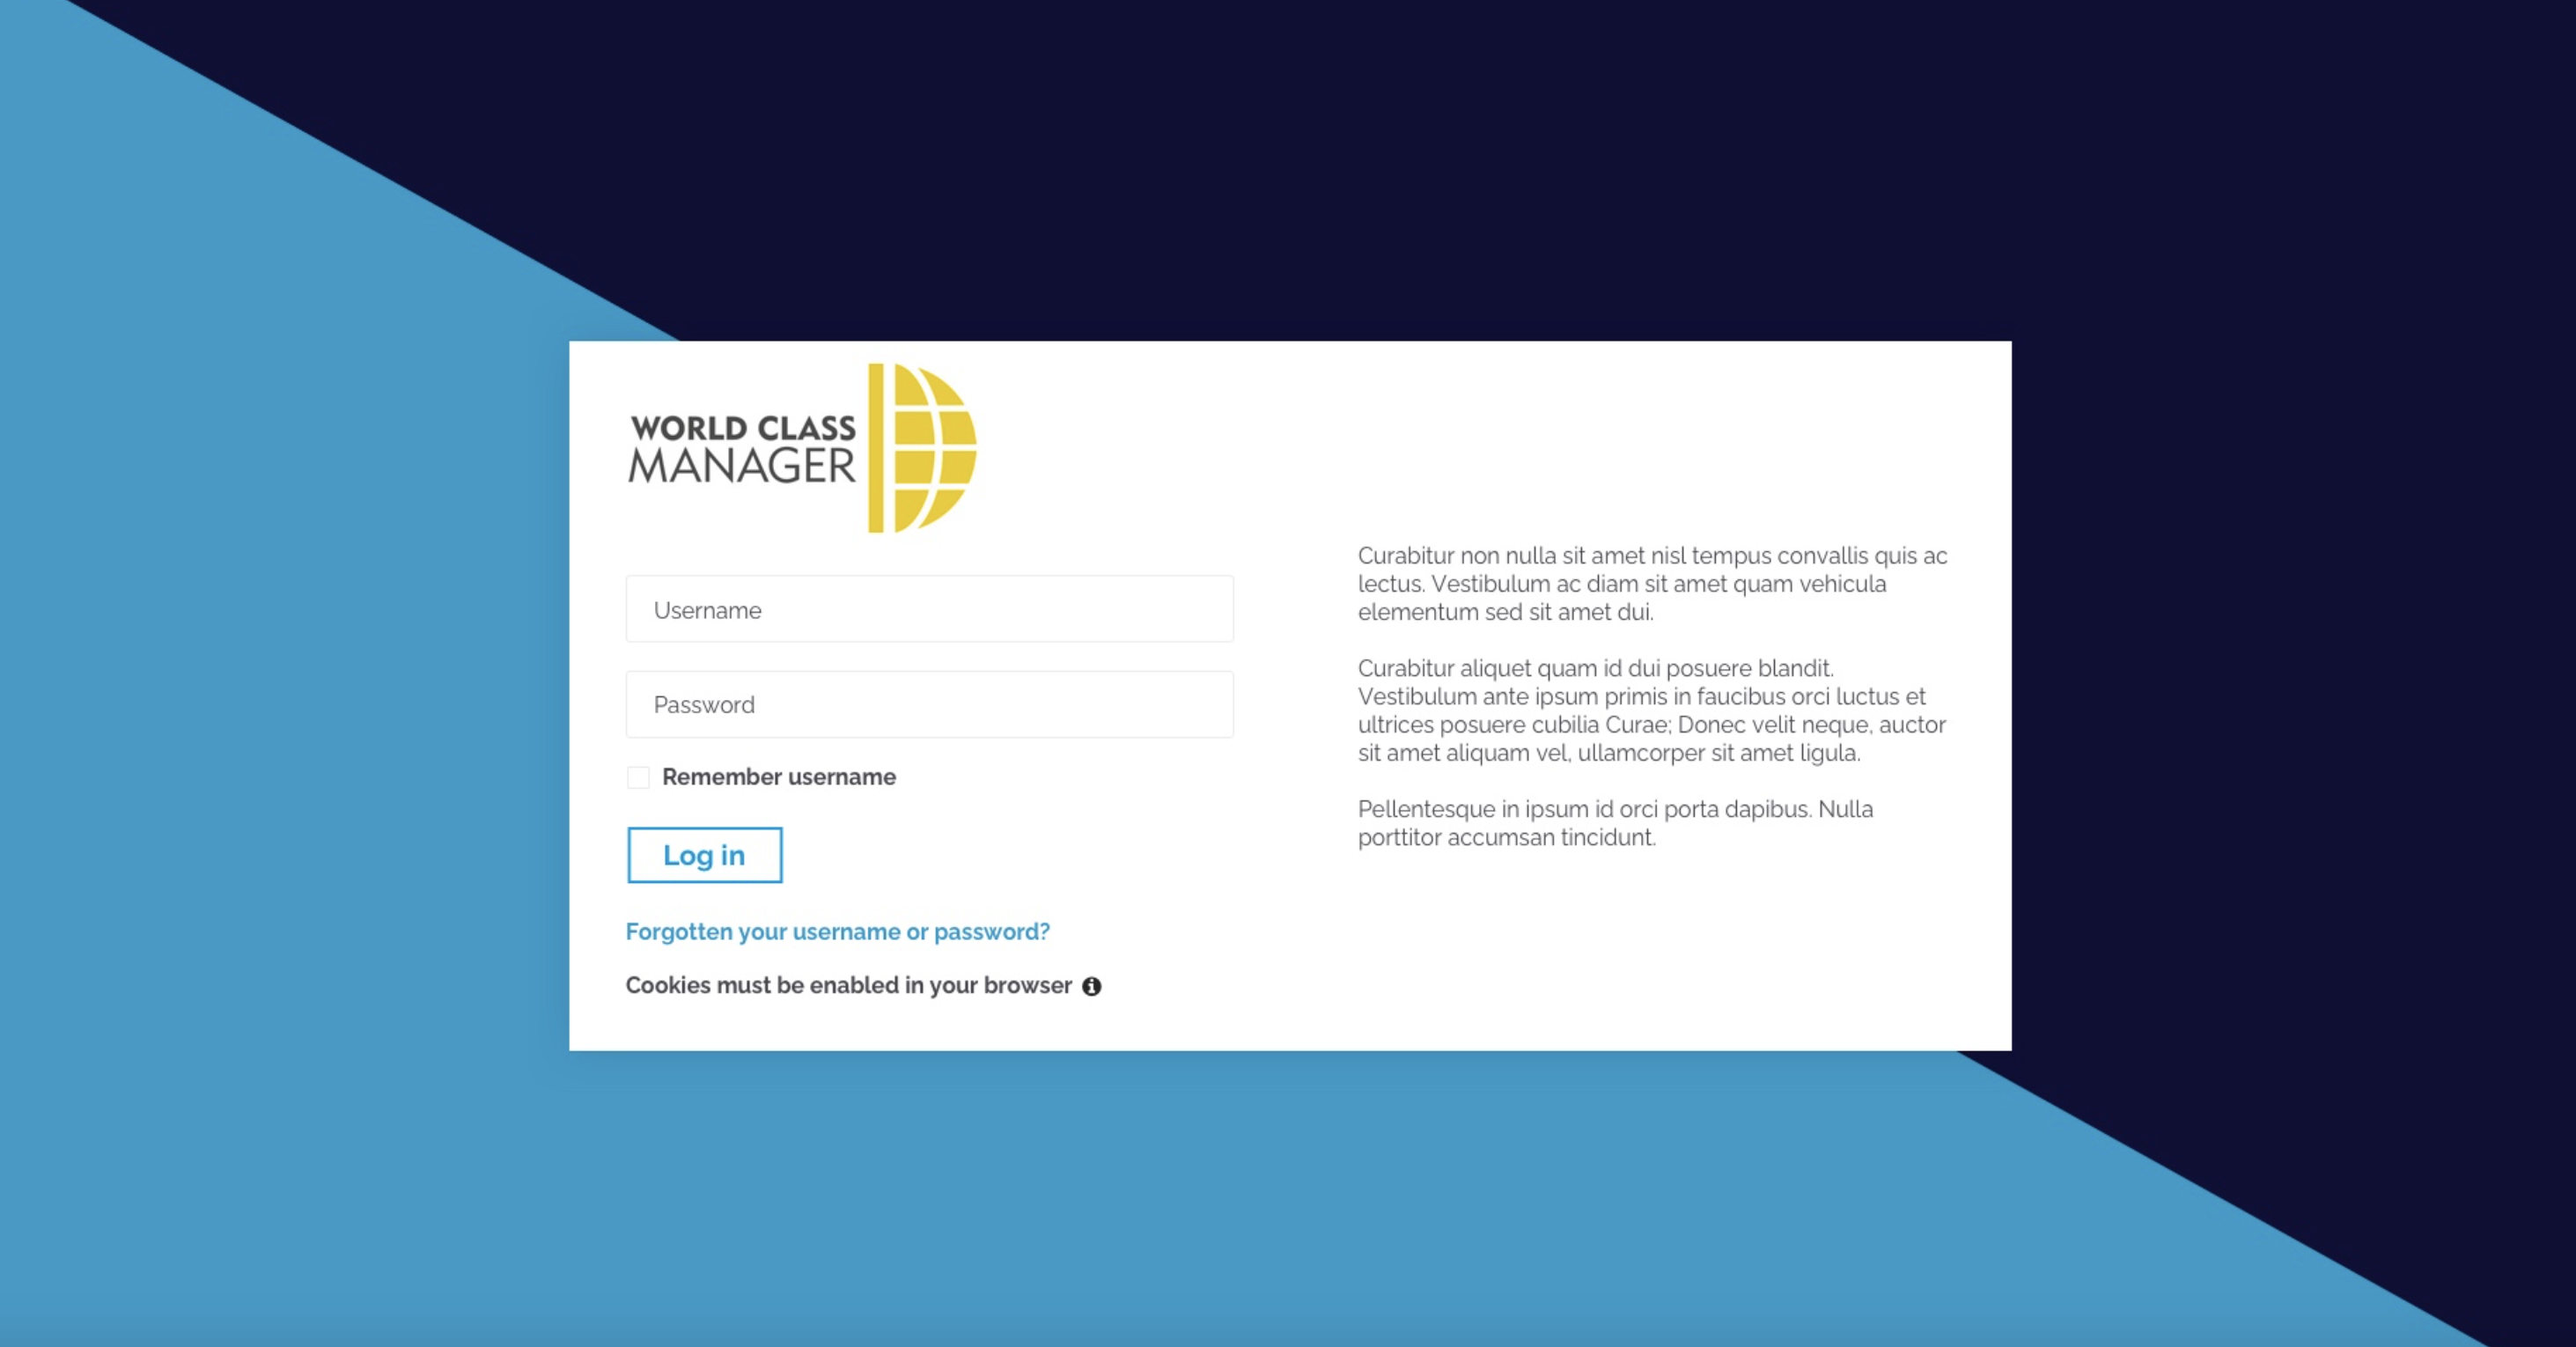 WORLD CLASS
MANAGER
Username
Password
Remember username
Log in
Forgotten your username or password?
Cookies must be enabled in your browser
Curabitur non nulla sit amet nisl tempus convallis quis ac
lectus. Vestibulum ac diam sit amet quam vehicula
elementum sed sit amet dui.
Curabitur aliquet quam id dui posuere blandit.
Vestibulum ante ipsum primis in faucibus orci luctus et
ultrices posuere cubilia Curae; Donec velit neque, auctor
sit amet aliquam vel, ullamcorper sit amet ligula.
Pellentesque in ipsum id orci porta dapibus. Nulla
porttitor accumsan tincidunt.